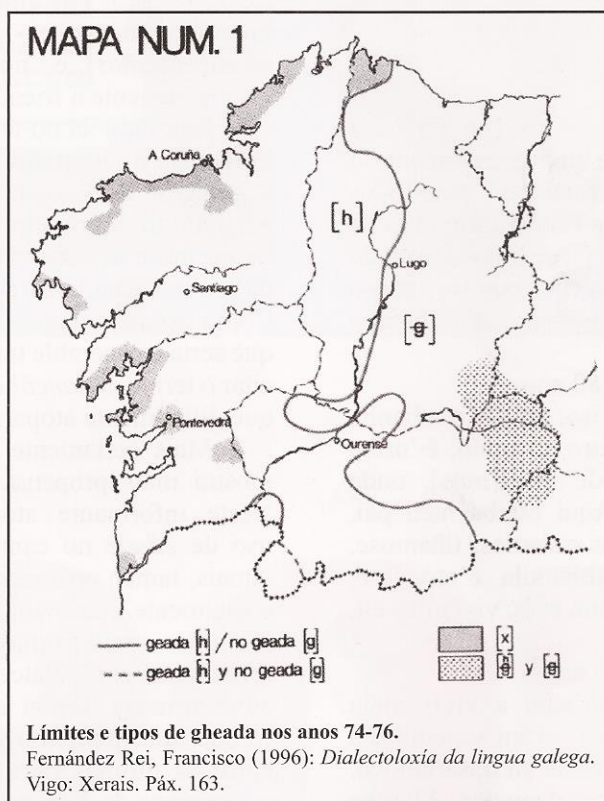 MAPA NUM. 1
A Coruña
[h]
Lugo
Santiago
[g]
Pontevedra
Ourense
geada [h] / no geada [g]
[x]
geada [h] y no geada [g]
y [g]
Límites e tipos de gheada nos anos 74-76.
Fernández Rei, Francisco (1996): Dialectoloxía da lingua galega.
Vigo: Xerais. Páx. 163.